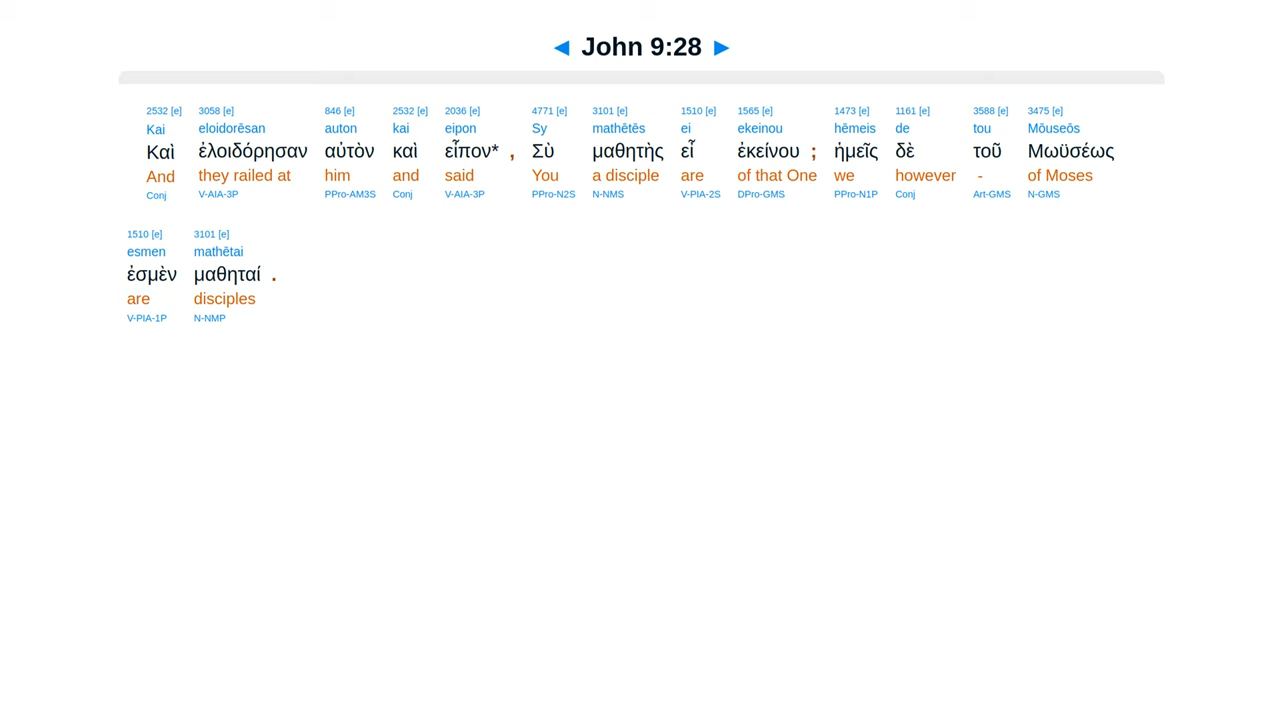 ◄ John 9:28 ►
2532 [e] 3058 [e] 846 [e] 2532 [e] 2036 [e] 4771 [e] 3101 [e] 1510 [e] 1565 [e] 1473 [e] 1161 [e] 3588 [e] 3475 [e]
Kai eloidorēsan auton kai eipon Sy mathētēs ei ekeinou hēmeis de tou Mōuseōs
Καὶ ἐλοιδόρησαν αὐτὸν καὶ εἶπον* , Σὺ μαθητὴς εἶ ἐκείνου ; ἡμεῖς δὲ τοῦ Μωϋσέως
And they railed at him and said You a disciple are of that One we however - of Moses
Conj V-AIA-3P PPro-AM3S Conj V-AIA-3P PPro-N2S N-NMS V-PIA-2S DPro-GMS PPro-N1P Conj Art-GMS N-GMS
1510 [e] 3101 [e]
esmen mathētai
ἐσμὲν μαθηταί .
are disciples
V-PIA-1P N-NMP